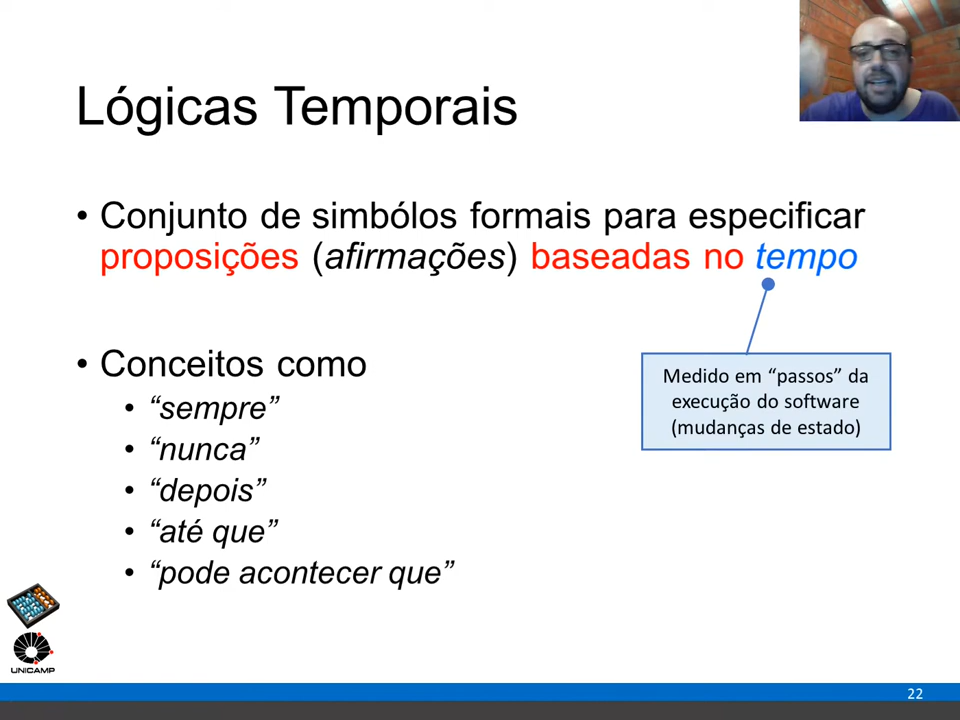 Lógicas Temporais
• Conjunto de simbólos formais para especificar
proposições (afirmações) baseadas no tempo
• Conceitos como
• “sempre”
• “nunca”
• “depois”
• “até que”
• “pode acontecer que”
Medido em “passos” da
execução do software
(mudanças de estado)
UNICAMP
22